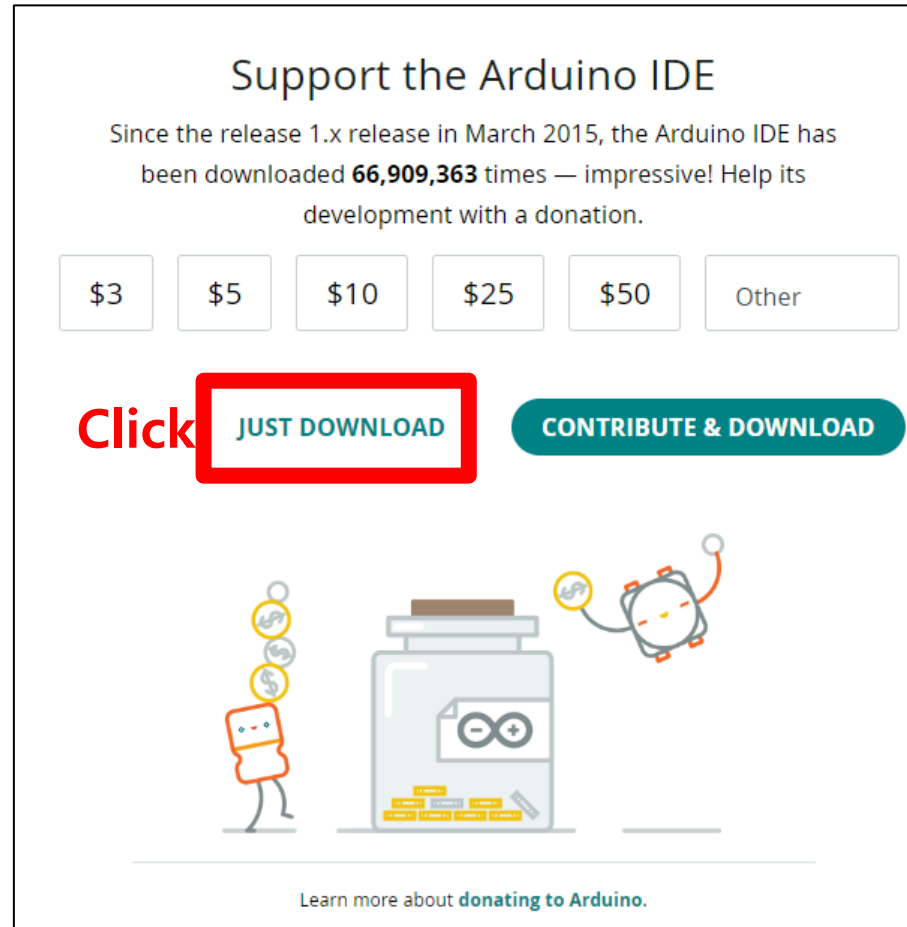 Support the Arduino IDE
Since the release 1.x release in March 2015, the Arduino IDE has
been downloaded 66,909,363 times — impressive! Help its
development with a donation.
$3 $5 $10 $25 $50 Other
Click JUST DOWNLOAD CONTRIBUTE & DOWNLOAD
Learn more about donating to Arduino.